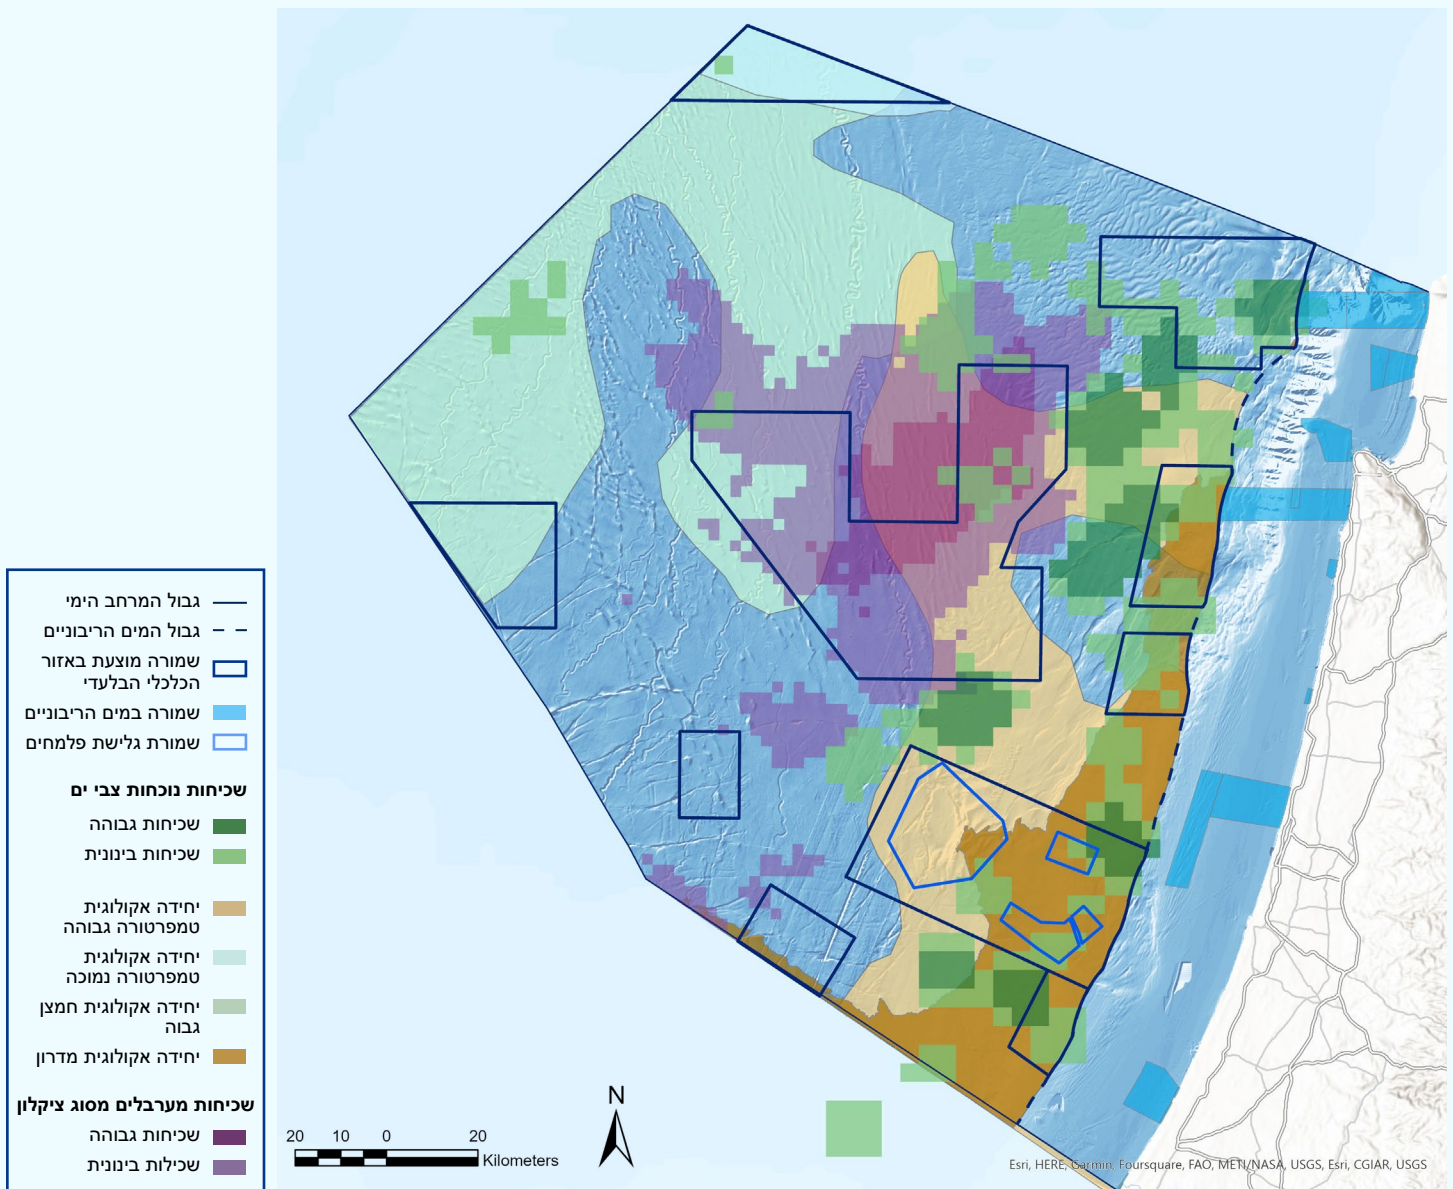 גבול המרחב הימי
גבול המים הריבוניים
שמורה מוצעת באזור
הכלכלי הבלעדי
שמורה במים הריבוניים
שמורת גלישת פלמחים
שכיחות נוכחות צבי ים
שכיחות גבוהה
שכיחות בינונית
יחידה אקולוגית
טמפרטורה גבוהה
יחידה אקולוגית
טמפרטורה נמוכה
יחידה אקולוגית חמצן
גבוה
יחידה אקולוגית מדרון
שכיחות מערבלים מסוג ציקלון
שכיחות גבוהה
שכילות בינונית
N
20 10 0 20
Kilometers
Esri, HERE, Garmin, Foursquare, FAO, METI/NASA, USGS, Esri, CGIAR, USGS